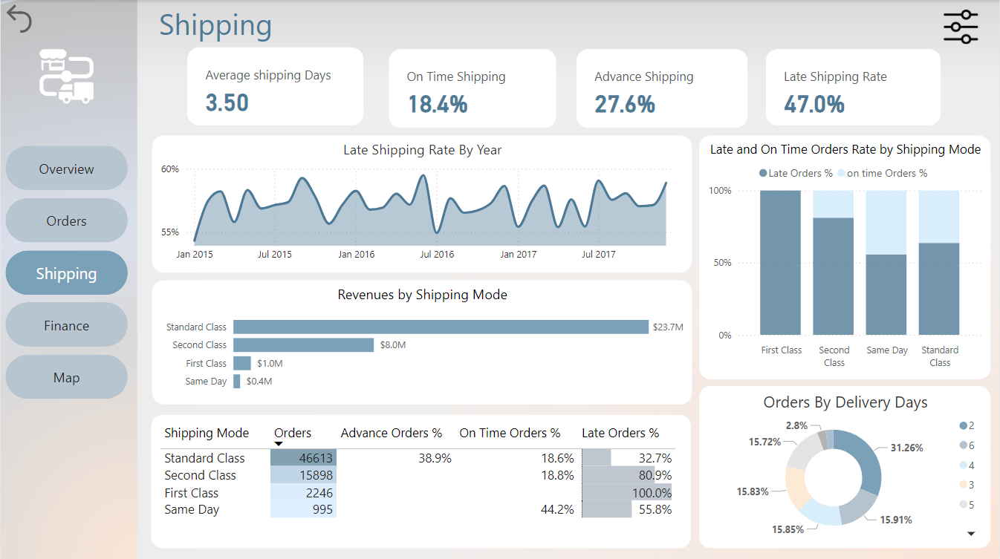 Shipping
Average shipping Days
3.50
On Time Shipping
18.4%
Advance Shipping
27.6%
Late Shipping Rate
47.0%
Overview
Orders
Shipping
Finance
Map
Late Shipping Rate By Year
60%
55%
Jan 2015 Jul 2015 Jan 2016 Jul 2016 Jan 2017 Jul 2017
Late and On Time Orders Rate by Shipping Mode
Late Orders % on time Orders %
100%
50%
0%
First Class Second Class Same Day Standard Class
Revenues by Shipping Mode
Standard Class $23.7M
Second Class $8.0M
First Class $1.0M
Same Day $0.4M
Shipping Mode Orders Advance Orders % On Time Orders % Late Orders %
Standard Class 46613 38.9% 18.6% 32.7%
Second Class 15898 18.8% 80.9%
First Class 2246 100.0%
Same Day 995 44.2% 55.8%
Orders By Delivery Days
2.8%
15.72%
31.26%
15.83%
15.91%
15.85%
2
6
4
3
5